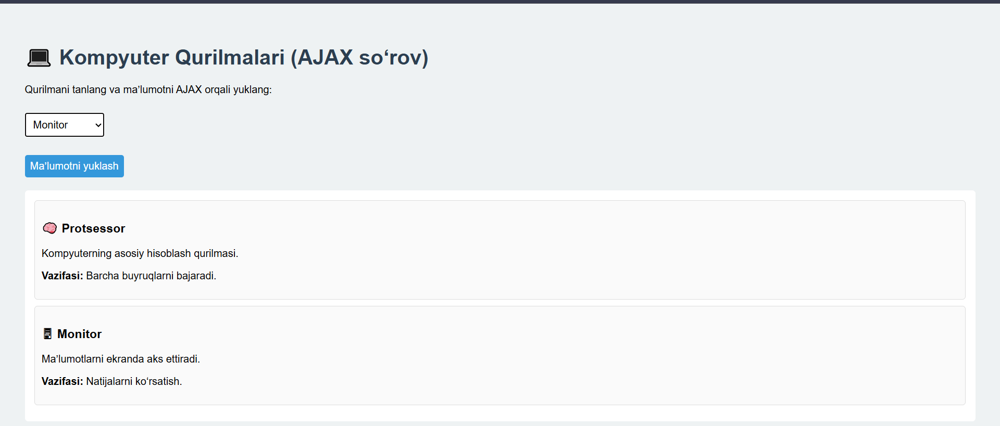 Kompyuter Qurilmalari (AJAX so‘rov)
Qurilmani tanlang va ma’lumotni AJAX orqali yuklang:
Monitor
Ma’lumotni yuklash
Protsessor
Kompyuterning asosiy hisoblash qurilmasi.
Vazifasi: Barcha buyruqlarni bajaradi.
Monitor
Ma’lumotlarni ekranda aks ettiradi.
Vazifasi: Natijalarni ko‘rsatish.